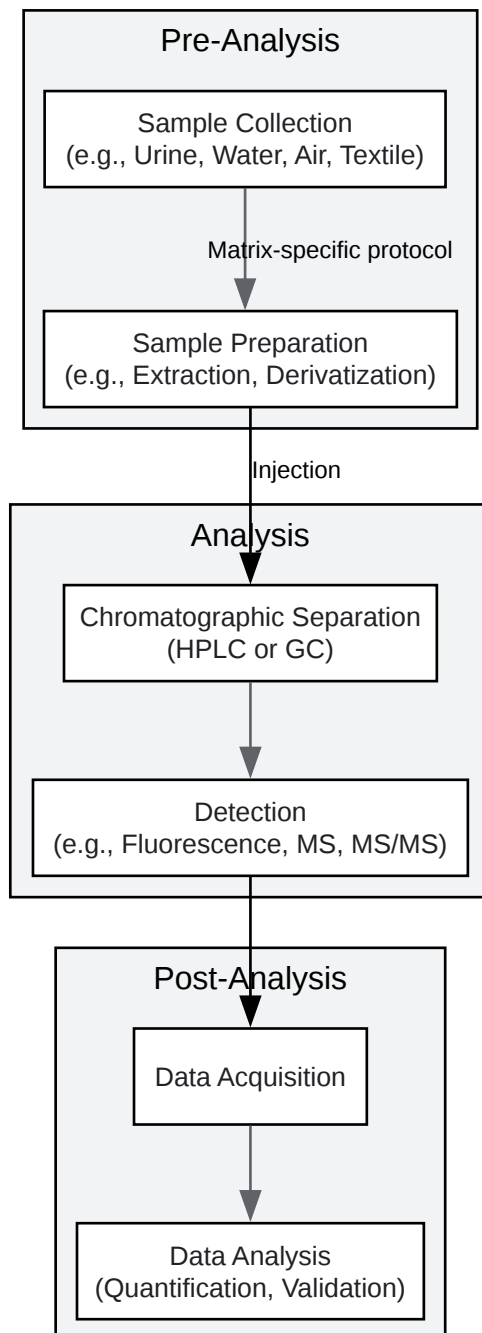 Pre-Analysis
Sample Collection
(e.g., Urine, Water, Air, Textile)
Matrix-specific protocol
Sample Preparation
(e.g., Extraction, Derivatization)
Injection
Analysis
Chromatographic Separation
(HPLC or GC)
Detection
(e.g., Fluorescence, MS, MS/MS)
Post-Analysis
Data Acquisition
Data Analysis
(Quantification, Validation)